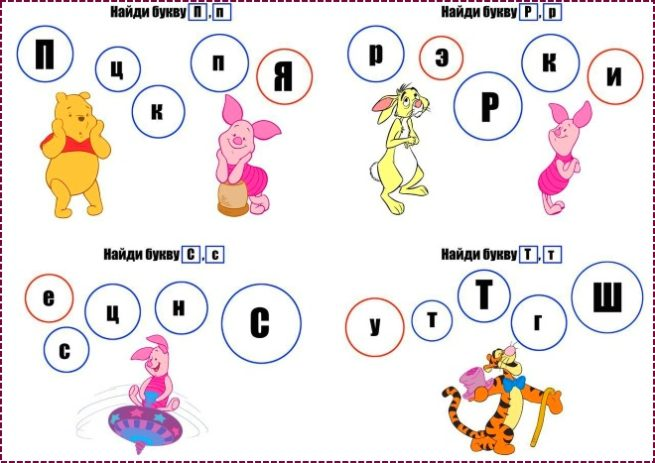 Найди букву П, п
П ц к п Я
Найди букву Р, р
р э Р к и
Найди букву С, с
е с ц н С
Найди букву Т, т
у т Т г Ш